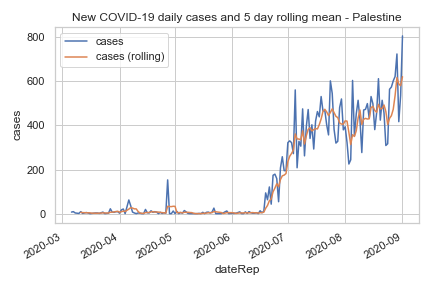 New COVID-19 daily cases and 5 day rolling mean - Palestine
cases
cases (rolling)
800
600
400
200
0
cases
2020-03
2020-04
2020-05
2020-06
2020-07
2020-08
2020-09
dateRep